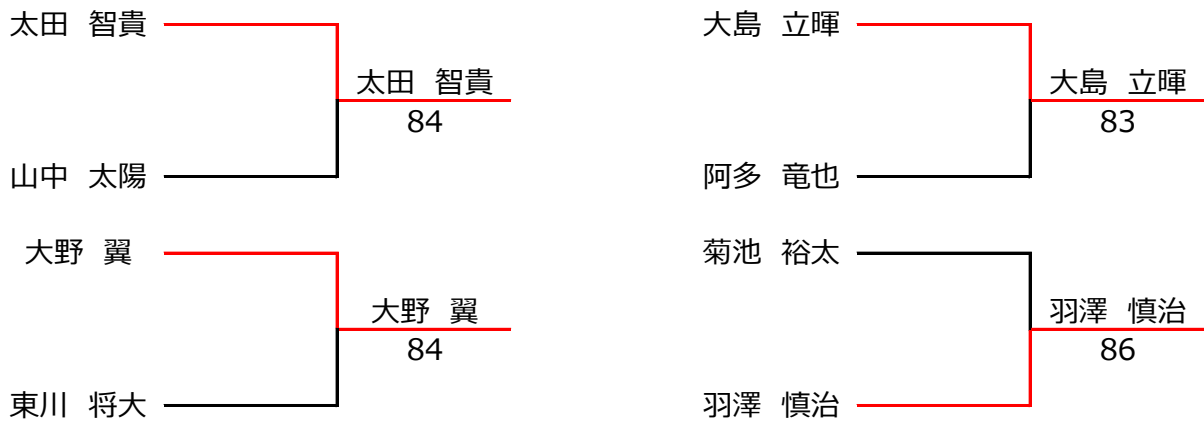 太田 智貴
太田 智貴
84
山中 太陽
大野 翼
大野 翼
84
東川 将大
大島 立暉
大島 立暉
83
阿多 竜也
菊池 裕太
羽澤 慎治
86
羽澤 慎治